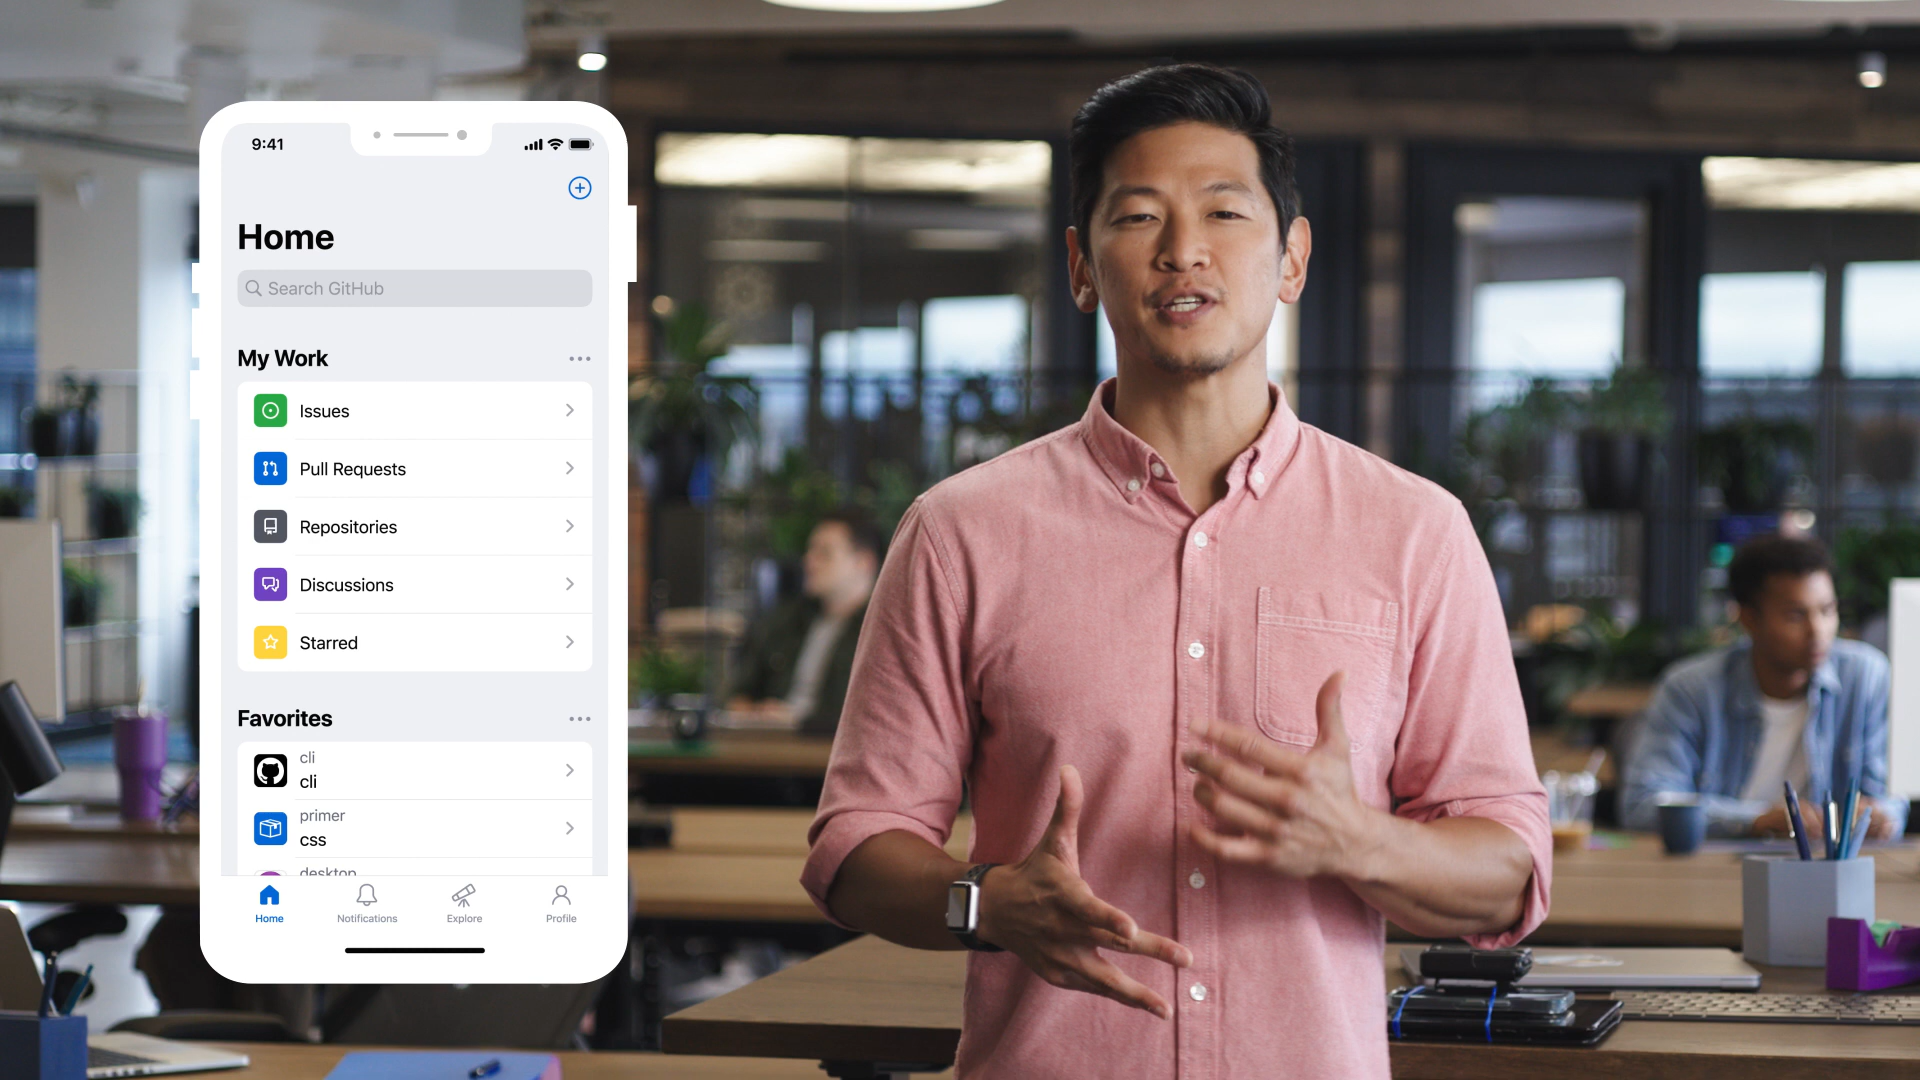 9:41
Home
Search GitHub
My Work
Issues
Pull Requests
Repositories
Discussions
Starred
Favorites
cli
cli
primer
css
desktop
Home
Notifications
Explore
Profile